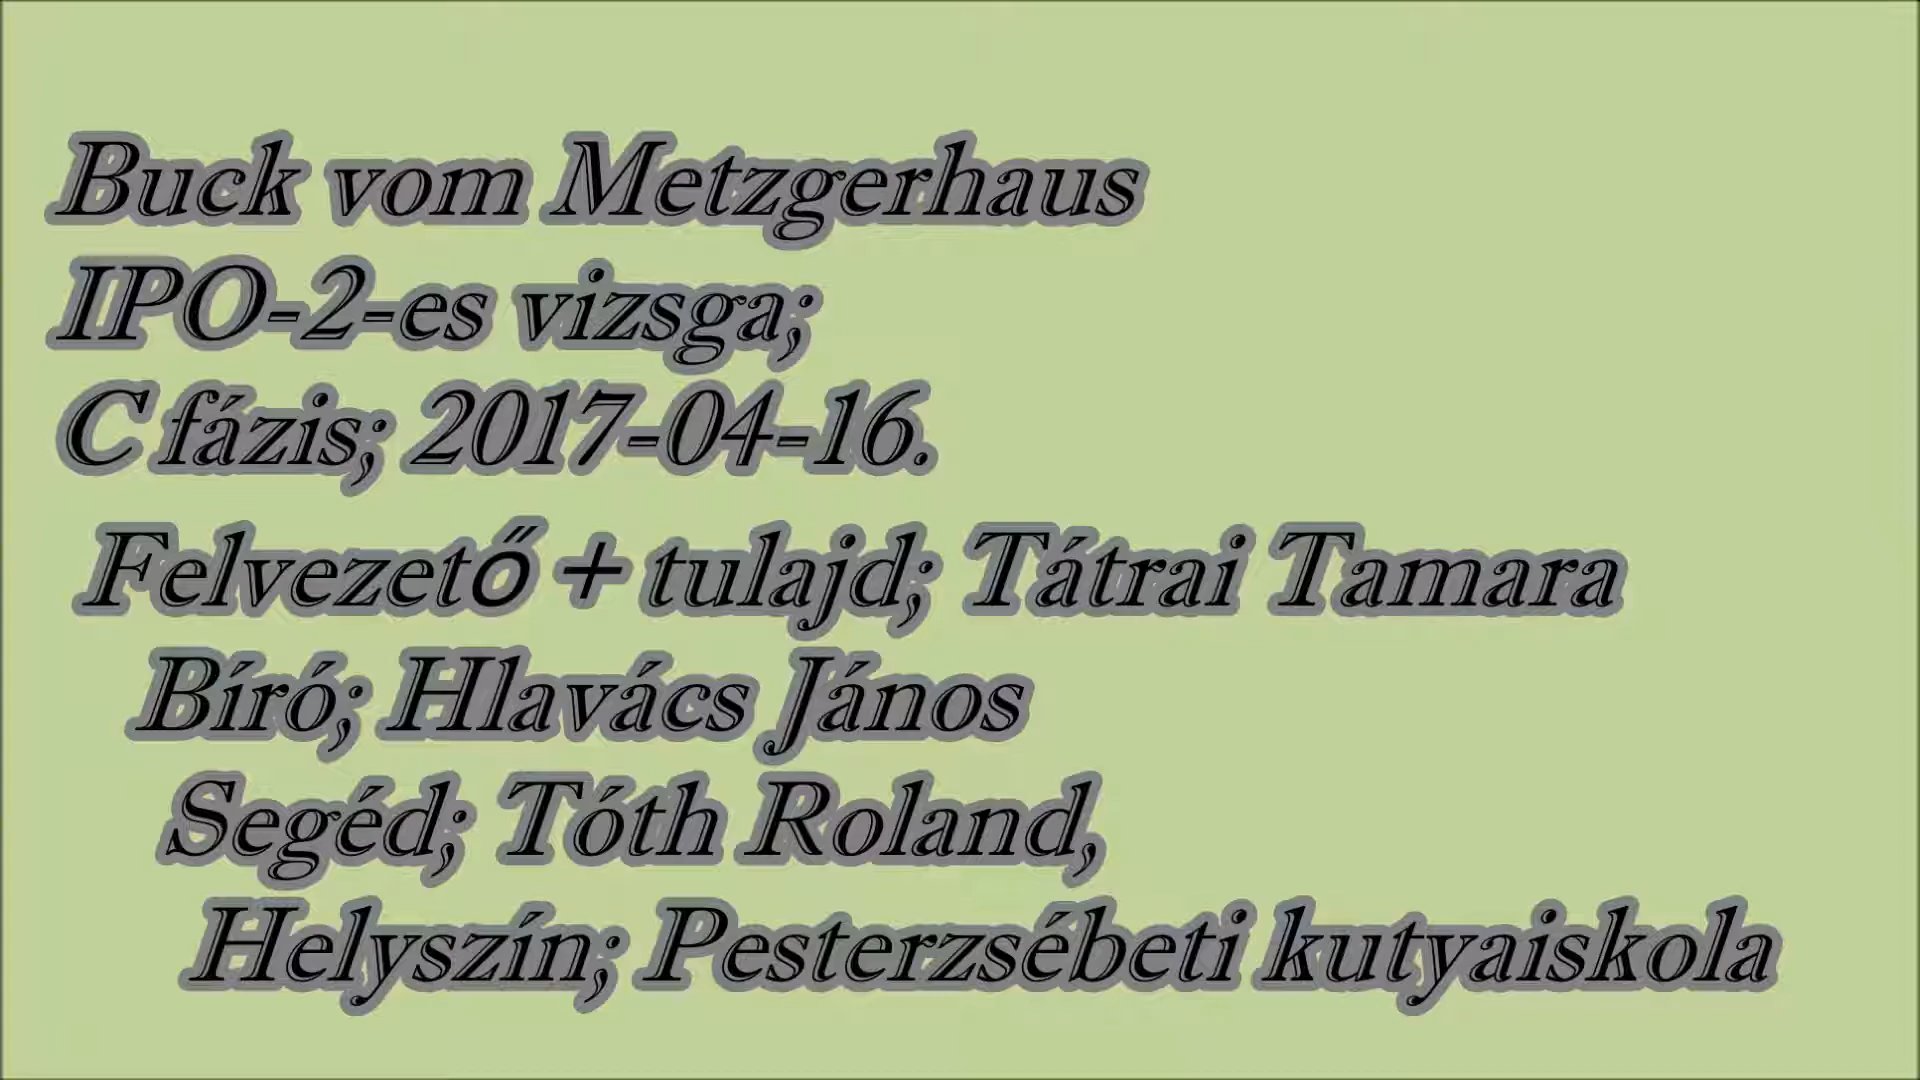 Buck vom Metzgerhaus
IPO-2-es vizsga;
C fázis; 2017-04-16.
Felvezető + tulajd; Tátrai Tamara
Bíró; Hlavács János
Segéd; Tóth Roland,
Helyszín; Pesterzsébeti kutyaiskola